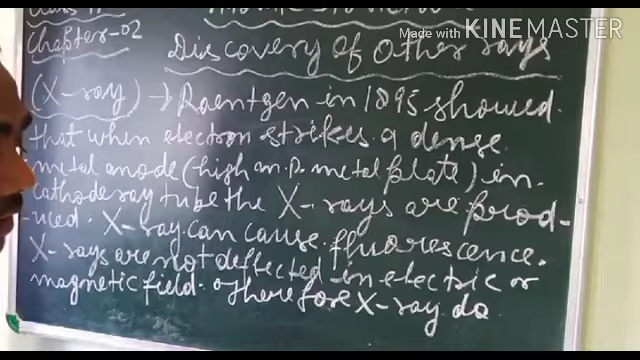 Made with KINEMASTER
Chapter-02
Discovery of Other rays
(X-ray) → Roentgen in 1895 showed
that when electron strikes a dense
metal anode (high m.p. metal plate) in
cathode ray tube the X-rays are prod-
-uced. X-ray can cause fluorescence.
X-rays are not deflected in electric or
magnetic field. Therefore X-ray do